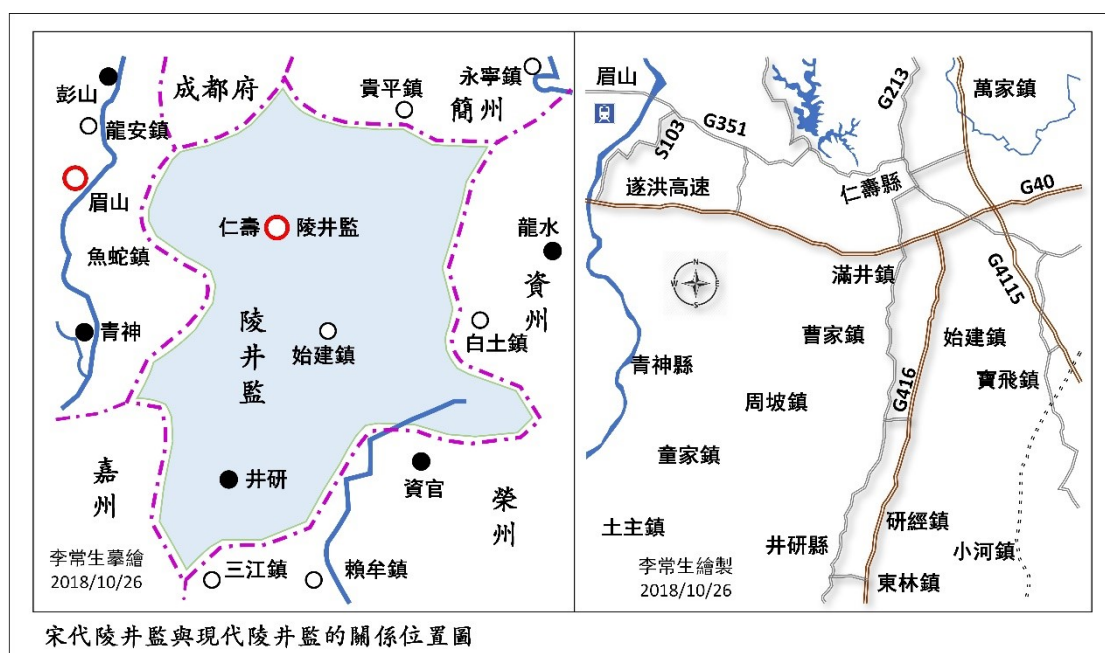 彭山
成都府
貴平鎮
永寧鎮
簡州
龍安鎮
眉山
仁壽
陵井監
龍水
魚蛇鎮
資州
青神
陵井監
始建鎮
白土鎮
嘉州
井研
資官
榮州
李常生摹繪
2018/10/26
三江鎮
賴牟鎮
眉山
G213
萬家鎮
S103
G351
遂洪高速
仁壽縣
G40
滿井鎮
G4115
曹家鎮
始建鎮
青神縣
寶飛鎮
周坡鎮
G416
童家鎮
土主鎮
研經鎮
井研縣
小河鎮
李常生繪製
2018/10/26
東林鎮
N
W
E
S
宋代陵井監與現代陵井監的關係位置圖